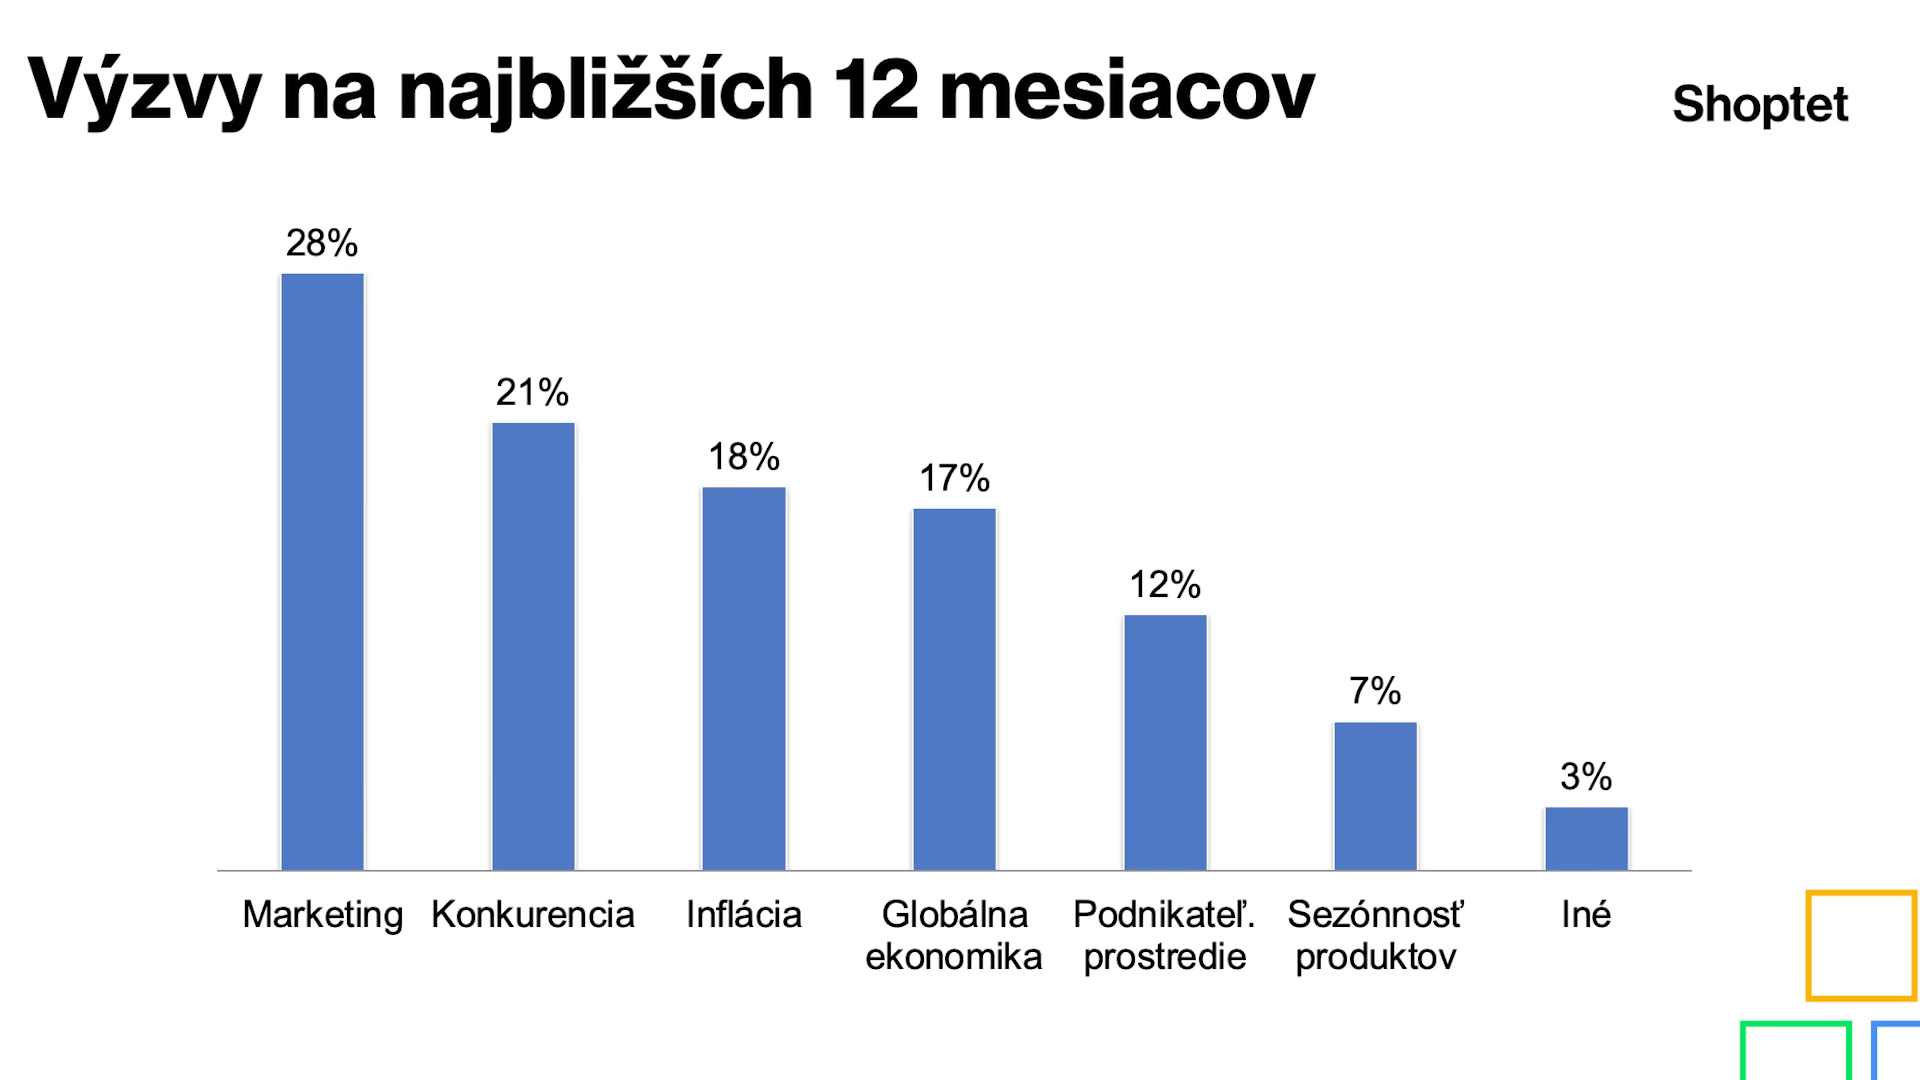 Výzvy na najbližších 12 mesiacov
Shoptet
28%
21%
18%
17%
12%
7%
3%
Marketing
Konkurencia
Inflácia
Globálna
ekonomika
Podnikateľ.
prostredie
Sezónnosť
produktov
Iné